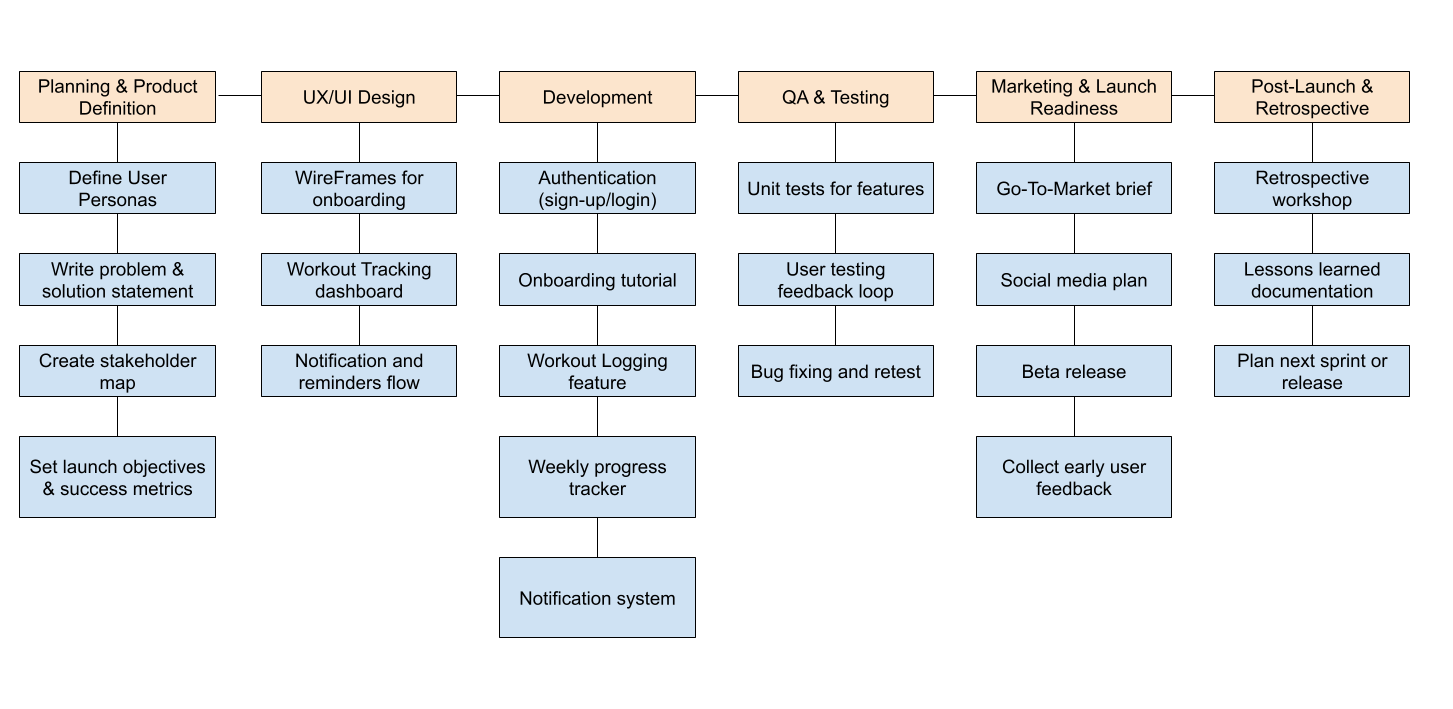 Planning & Product
Definition
UX/UI Design
Development
QA & Testing
Marketing & Launch
Readiness
Post-Launch &
Retrospective
Define User
Personas
WireFrames for
onboarding
Authentication
(sign-up/login)
Unit tests for features
Go-To-Market brief
Retrospective
workshop
Write problem &
solution statement
Workout Tracking
dashboard
Onboarding tutorial
User testing
feedback loop
Social media plan
Lessons learned
documentation
Create stakeholder
map
Notification and
reminders flow
Workout Logging
feature
Bug fixing and retest
Beta release
Plan next sprint or
release
Set launch objectives
& success metrics
Weekly progress
tracker
Collect early user
feedback
Notification system